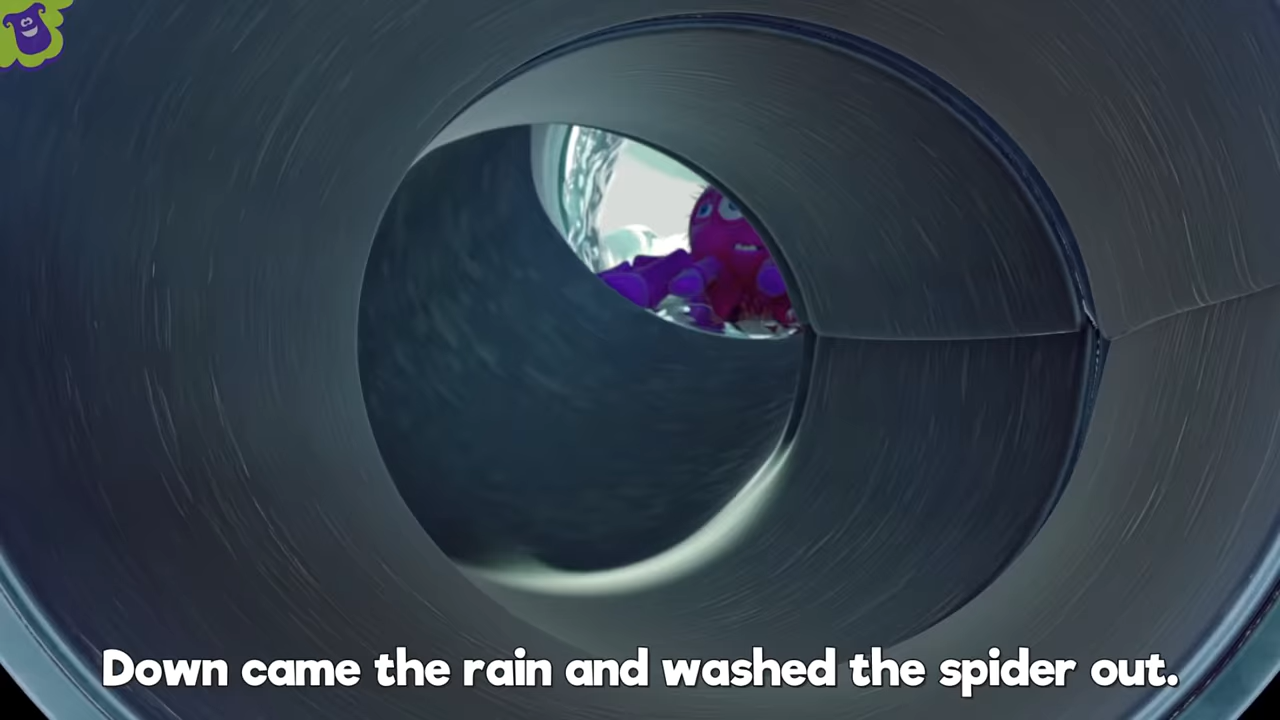 Down came the rain and washed the spider out.